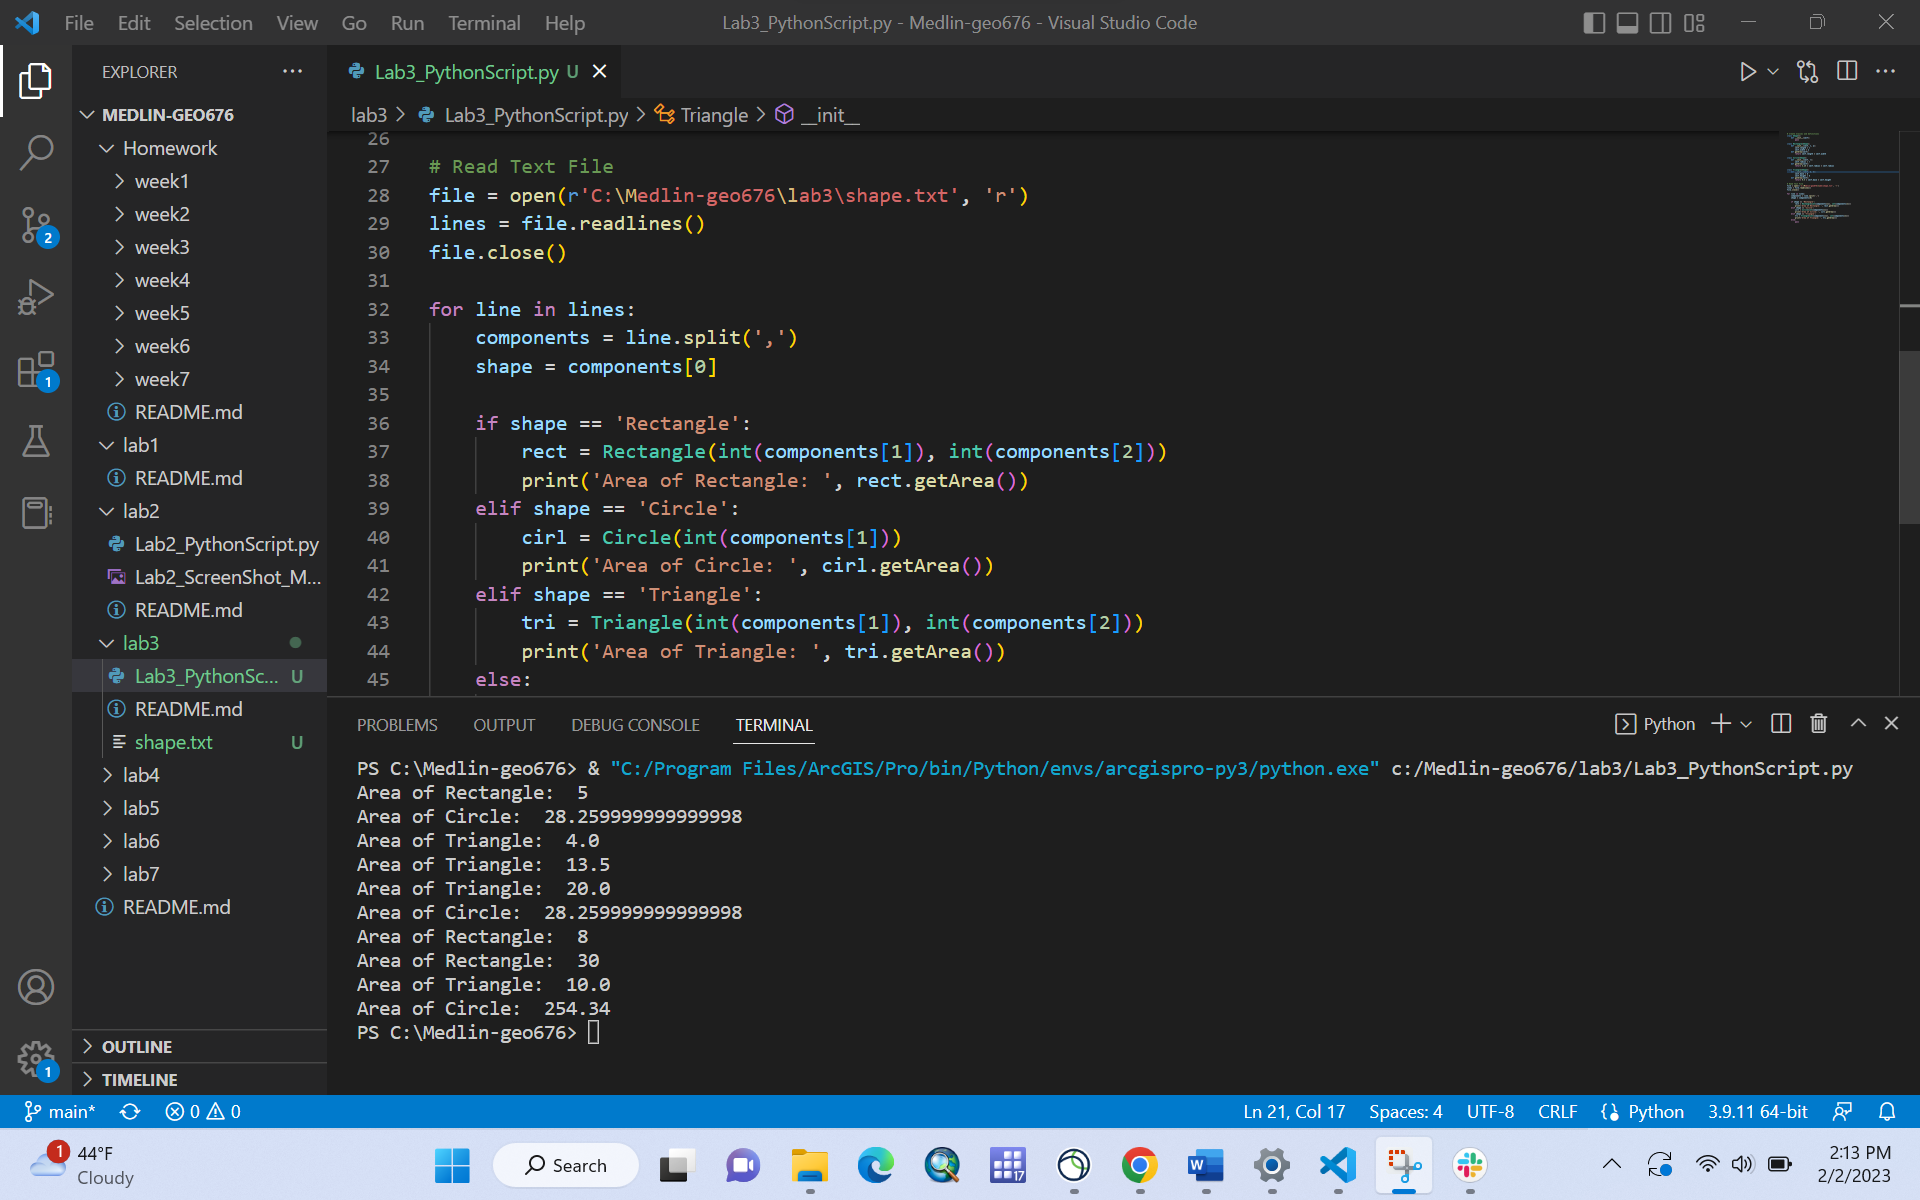 File Edit Selection View Go Run Terminal Help
Lab3_PythonScript.py - Medlin-geo676 - Visual Studio Code
EXPLORER
MEDLIN-GEO676
Homework
week1
week2
week3
week4
week5
week6
week7
README.md
lab1
README.md
lab2
Lab2_PythonScript.py
Lab2_ScreenShot_M...
README.md
lab3
Lab3_PythonSc... U
README.md
shape.txt U
lab4
lab5
lab6
lab7
README.md
OUTLINE
TIMELINE
2
1
1
Lab3_PythonScript.py U
lab3 > Lab3_PythonScript.py > Triangle > __init__
26
27 # Read Text File
28 file = open(r'C:\Medlin-geo676\lab3\shape.txt', 'r')
29 lines = file.readlines()
30 file.close()
31
32 for line in lines:
33     components = line.split(',')
34     shape = components[0]
35
36     if shape == 'Rectangle':
37         rect = Rectangle(int(components[1]), int(components[2]))
38         print('Area of Rectangle: ', rect.getArea())
39     elif shape == 'Circle':
40         cirl = Circle(int(components[1]))
41         print('Area of Circle: ', cirl.getArea())
42     elif shape == 'Triangle':
43         tri = Triangle(int(components[1]), int(components[2]))
44         print('Area of Triangle: ', tri.getArea())
45     else:
PROBLEMS OUTPUT DEBUG CONSOLE TERMINAL
Python
PS C:\Medlin-geo676> & "C:/Program Files/ArcGIS/Pro/bin/Python/envs/arcgispro-py3/python.exe" c:/Medlin-geo676/lab3/Lab3_PythonScript.py
Area of Rectangle:  5
Area of Circle:  28.259999999999998
Area of Triangle:  4.0
Area of Triangle:  13.5
Area of Triangle:  20.0
Area of Circle:  28.259999999999998
Area of Rectangle:  8
Area of Rectangle:  30
Area of Triangle:  10.0
Area of Circle:  254.34
PS C:\Medlin-geo676>
main* 0 0
Ln 21, Col 17 Spaces: 4 UTF-8 CRLF Python 3.9.11 64-bit
1
44°F
Cloudy
Search
17
W
2:13 PM
2/2/2023